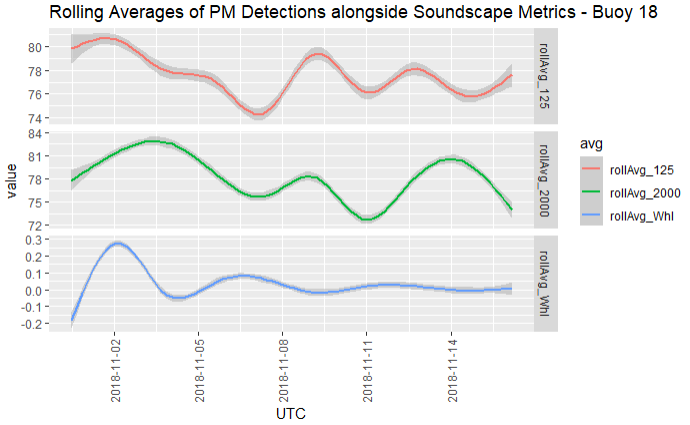 Rolling Averages of PM Detections alongside Soundscape Metrics - Buoy 18
80
78
76
74
rollAvg_125
84
81
78
75
72
rollAvg_2000
0.3
0.2
0.1
0.0
-0.1
-0.2
rollAvg_Whl
value
2018-11-02
2018-11-05
2018-11-08
2018-11-11
2018-11-14
UTC
avg
rollAvg_125
rollAvg_2000
rollAvg_Whl